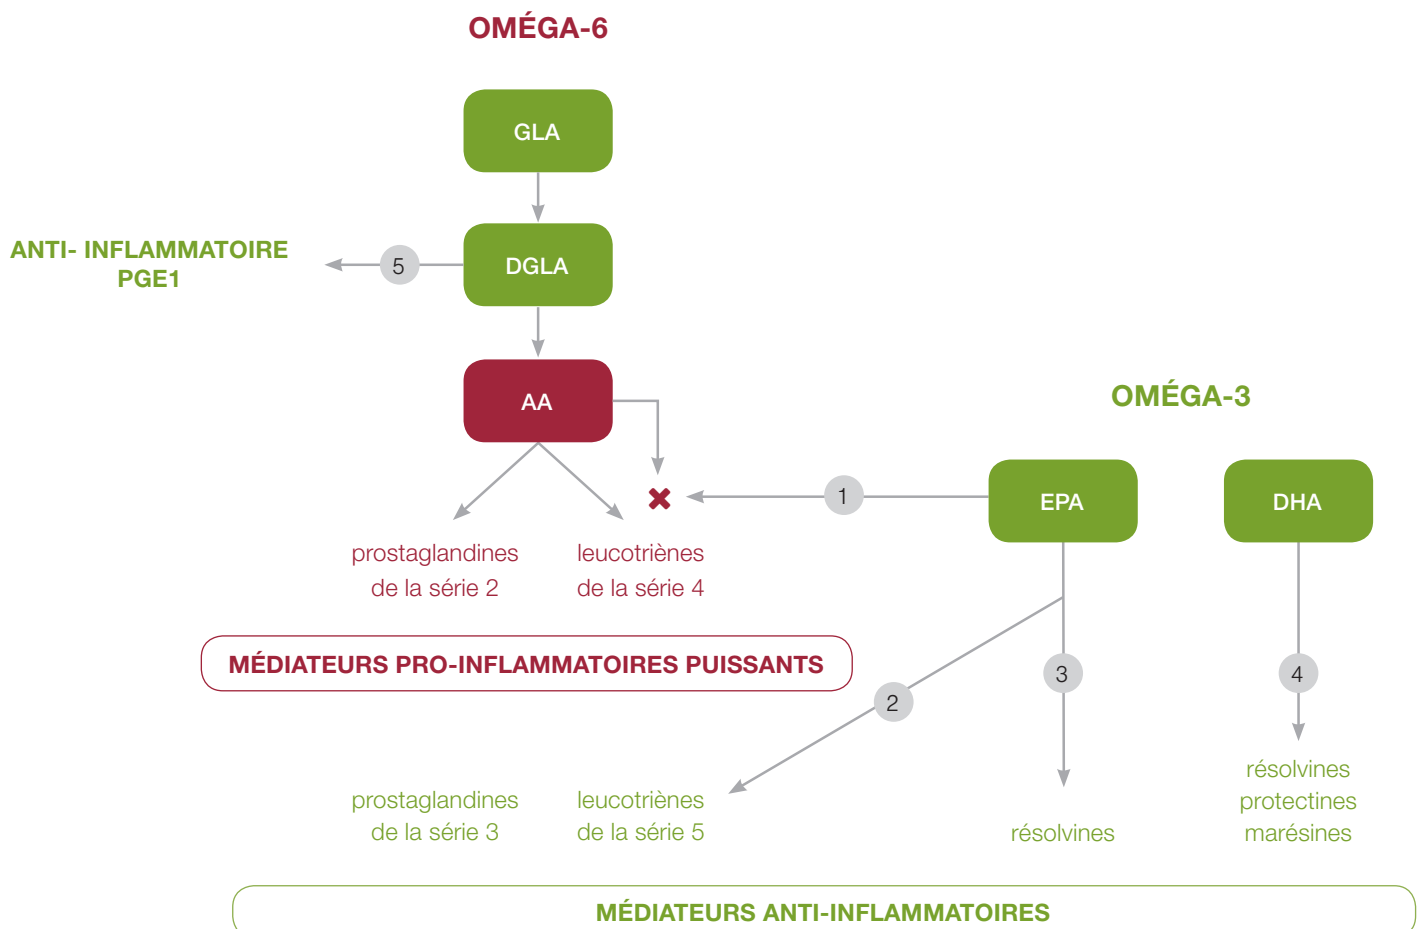 OMÉGA-6
GLA
ANTI- INFLAMMATOIRE
PGE1
5
DGLA
AA
OMÉGA-3
1
EPA
DHA
prostaglandines
de la série 2
leucotriènes
de la série 4
MÉDIATEURS PRO-INFLAMMATOIRES PUISSANTS
2
3
4
prostaglandines
de la série 3
leucotriènes
de la série 5
résolvines
résolvines
protectines
marésines
MÉDIATEURS ANTI-INFLAMMATOIRES